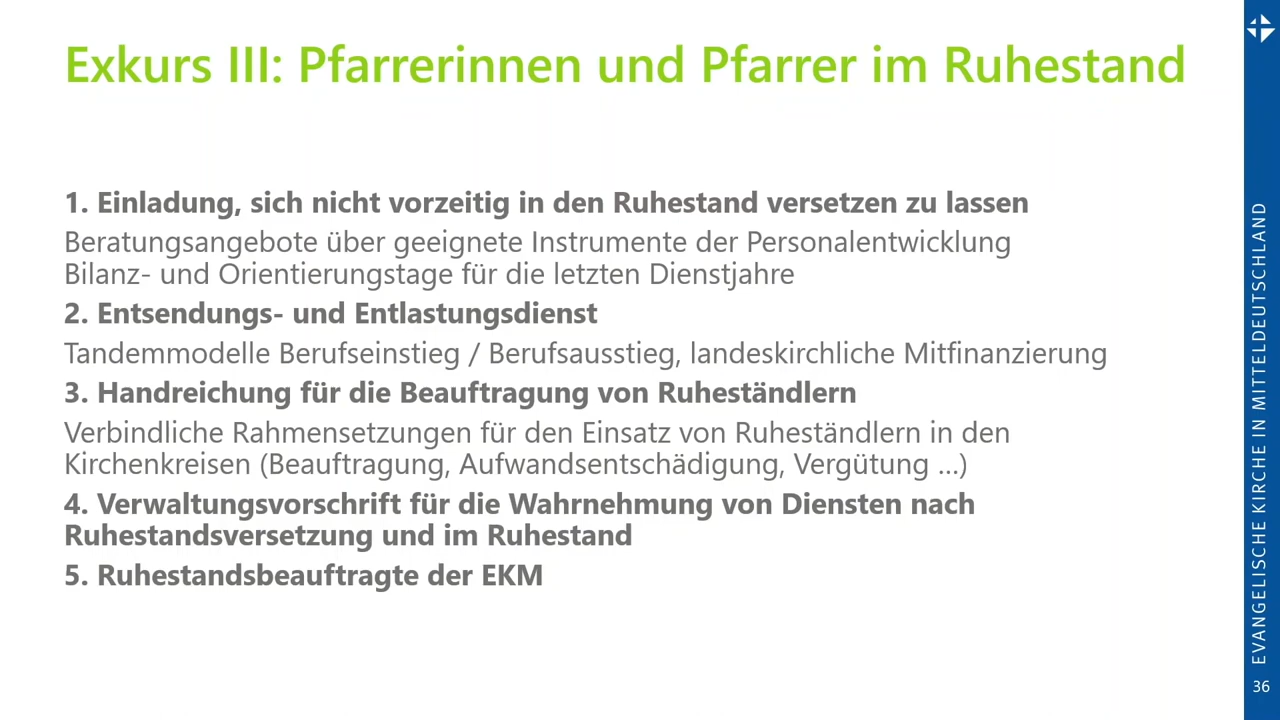 Exkurs III: Pfarrerinnen und Pfarrer im Ruhestand
1. Einladung, sich nicht vorzeitig in den Ruhestand versetzen zu lassen
Beratungsangebote über geeignete Instrumente der Personalentwicklung
Bilanz- und Orientierungstage für die letzten Dienstjahre
2. Entsendungs- und Entlastungsdienst
Tandemmodelle Berufseinstieg / Berufsausstieg, landeskirchliche Mitfinanzierung
3. Handreichung für die Beauftragung von Ruheständlern
Verbindliche Rahmensetzungen für den Einsatz von Ruheständlern in den
Kirchenkreisen (Beauftragung, Aufwandsentschädigung, Vergütung ...)
4. Verwaltungsvorschrift für die Wahrnehmung von Diensten nach
Ruhestandsversetzung und im Ruhestand
5. Ruhestandsbeauftragte der EKM
EVANGELISCHE KIRCHE IN MITTELDEUTSCHLAND
36